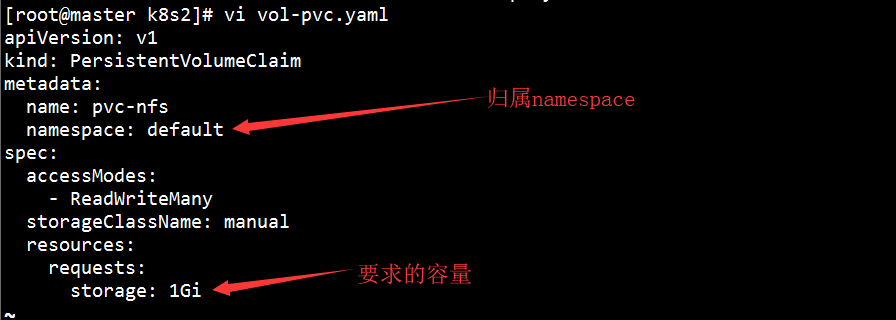 [root@master k8s2]# vi vol-pvc.yaml
apiVersion: v1
kind: PersistentVolumeClaim
metadata:
  name: pvc-nfs
  namespace: default
归属namespace
spec:
  accessModes:
    - ReadWriteMany
  storageClassName: manual
  resources:
    requests:
      storage: 1Gi
要求的容量
~